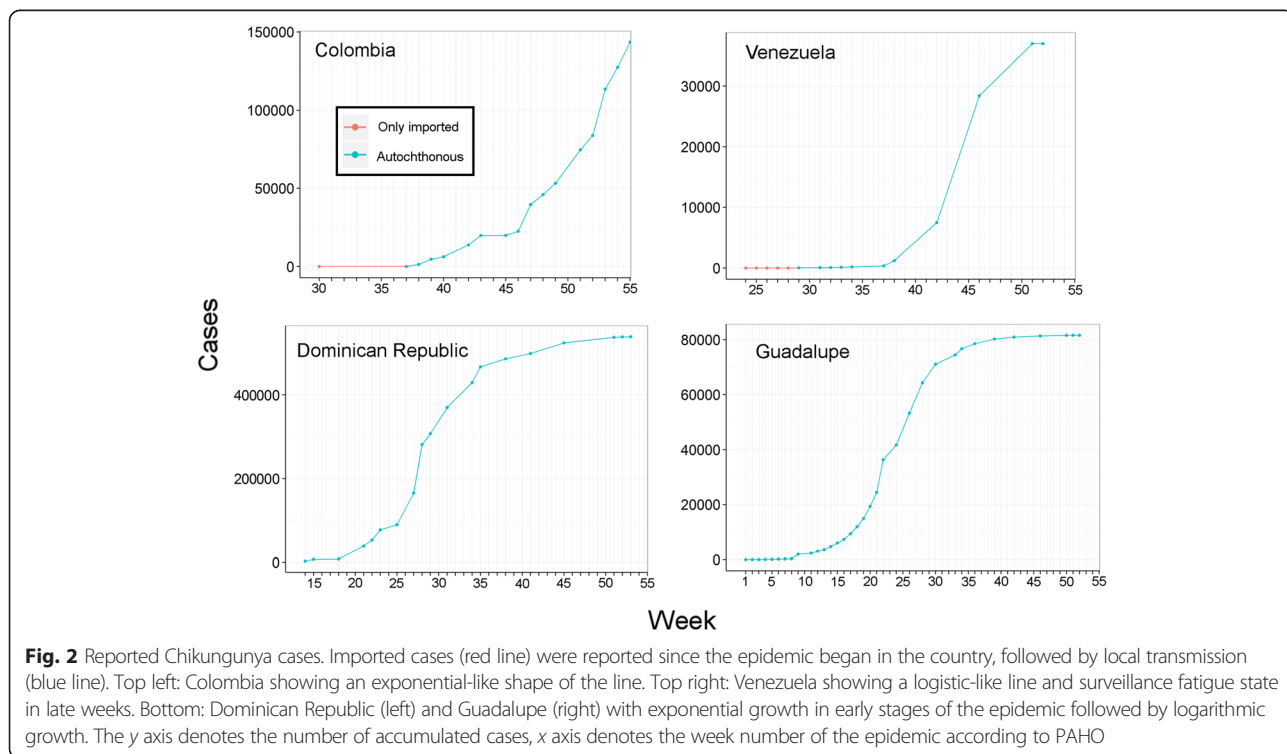 Colombia
150000
100000
50000
0
Only imported
Autochthonous
30 35 40 45 50 55
Venezuela
30000
20000
10000
0
25 30 35 40 45 50 55
Cases
Dominican Republic
400000
200000
0
15 20 25 30 35 40 45 50 55
Guadalupe
80000
60000
40000
20000
0
1 5 10 15 20 25 30 35 40 45 50 55
Week
Fig. 2 Reported Chikungunya cases. Imported cases (red line) were reported since the epidemic began in the country, followed by local transmission
(blue line). Top left: Colombia showing an exponential-like shape of the line. Top right: Venezuela showing a logistic-like line and surveillance fatigue state
in late weeks. Bottom: Dominican Republic (left) and Guadalupe (right) with exponential growth in early stages of the epidemic followed by logarithmic
growth. The y axis denotes the number of accumulated cases, x axis denotes the week number of the epidemic according to PAHO